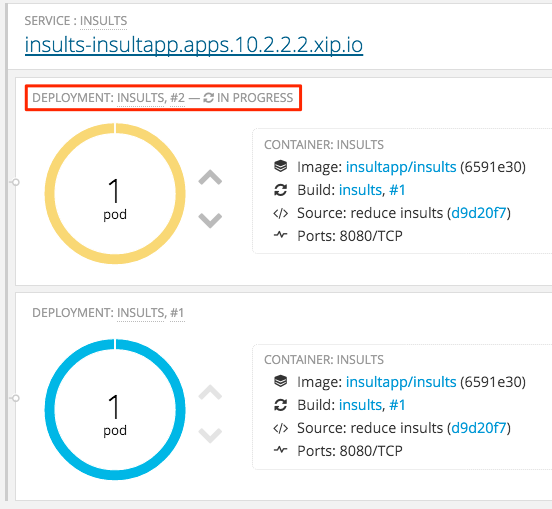 SERVICE : INSULTS
insults-insultapp.apps.10.2.2.2.xip.io
DEPLOYMENT: INSULTS, #2 — IN PROGRESS
1
pod
CONTAINER: INSULTS
Image: insultapp/insults (6591e30)
Build: insults, #1
</> Source: reduce insults (d9d20f7)
Ports: 8080/TCP
DEPLOYMENT: INSULTS, #1
1
pod
CONTAINER: INSULTS
Image: insultapp/insults (6591e30)
Build: insults, #1
</> Source: reduce insults (d9d20f7)
Ports: 8080/TCP